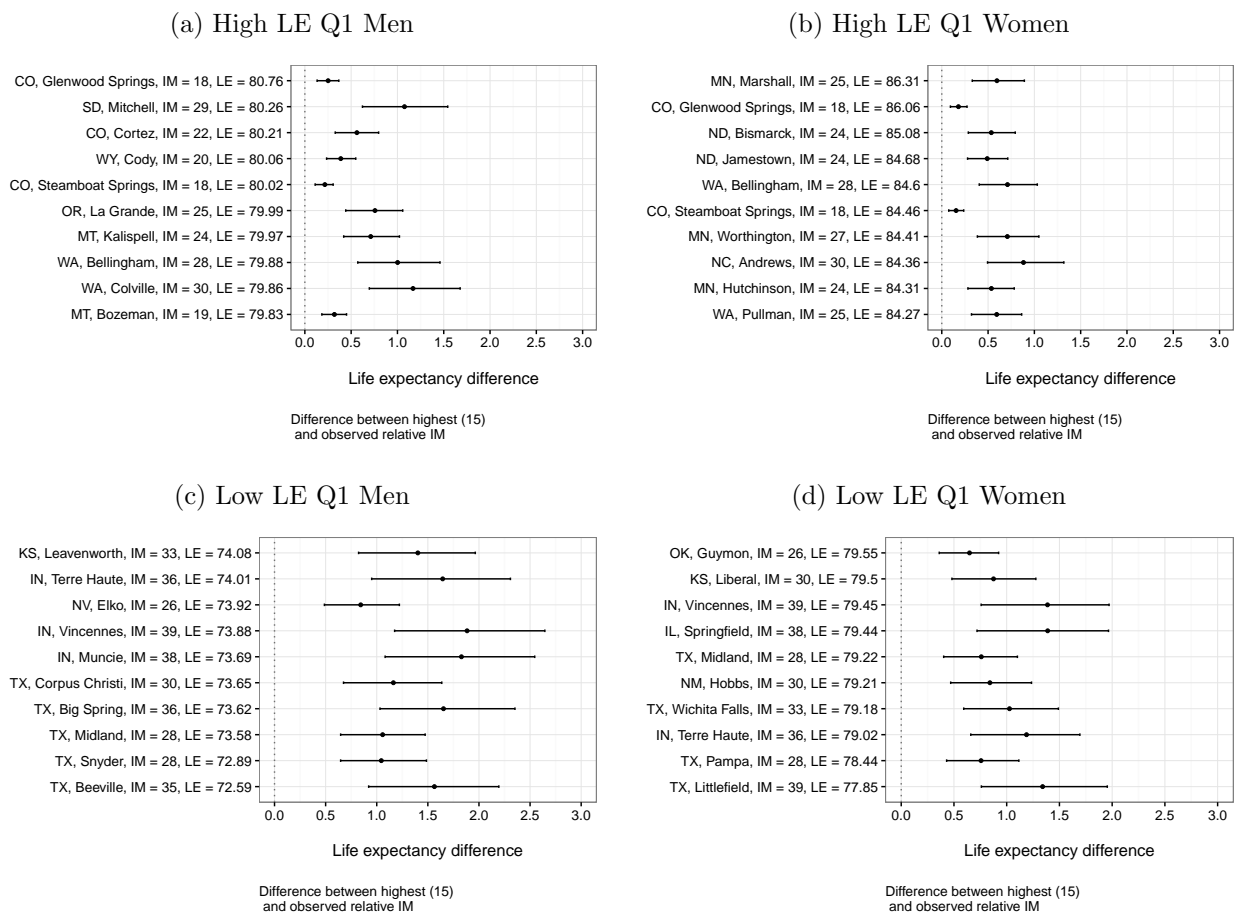 (a) High LE Q1 Men
CO, Glenwood Springs, IM = 18, LE = 80.76
SD, Mitchell, IM = 29, LE = 80.26
CO, Cortez, IM = 22, LE = 80.21
WY, Cody, IM = 20, LE = 80.06
CO, Steamboat Springs, IM = 18, LE = 80.02
OR, La Grande, IM = 25, LE = 79.99
MT, Kalispell, IM = 24, LE = 79.97
WA, Bellingham, IM = 28, LE = 79.88
WA, Colville, IM = 30, LE = 79.86
MT, Bozeman, IM = 19, LE = 79.83
0.0 0.5 1.0 1.5 2.0 2.5 3.0
Life expectancy difference
Difference between highest (15)
and observed relative IM
(b) High LE Q1 Women
MN, Marshall, IM = 25, LE = 86.31
CO, Glenwood Springs, IM = 18, LE = 86.06
ND, Bismarck, IM = 24, LE = 85.08
ND, Jamestown, IM = 24, LE = 84.68
WA, Bellingham, IM = 28, LE = 84.6
CO, Steamboat Springs, IM = 18, LE = 84.46
MN, Worthington, IM = 27, LE = 84.41
NC, Andrews, IM = 30, LE = 84.36
MN, Hutchinson, IM = 24, LE = 84.31
WA, Pullman, IM = 25, LE = 84.27
0.0 0.5 1.0 1.5 2.0 2.5 3.0
Life expectancy difference
Difference between highest (15)
and observed relative IM
(c) Low LE Q1 Men
KS, Leavenworth, IM = 33, LE = 74.08
IN, Terre Haute, IM = 36, LE = 74.01
NV, Elko, IM = 26, LE = 73.92
IN, Vincennes, IM = 39, LE = 73.88
IN, Muncie, IM = 38, LE = 73.69
TX, Corpus Christi, IM = 30, LE = 73.65
TX, Big Spring, IM = 36, LE = 73.62
TX, Midland, IM = 28, LE = 73.58
TX, Snyder, IM = 28, LE = 72.89
TX, Beeville, IM = 35, LE = 72.59
0.0 0.5 1.0 1.5 2.0 2.5 3.0
Life expectancy difference
Difference between highest (15)
and observed relative IM
(d) Low LE Q1 Women
OK, Guymon, IM = 26, LE = 79.55
KS, Liberal, IM = 30, LE = 79.5
IN, Vincennes, IM = 39, LE = 79.45
IL, Springfield, IM = 38, LE = 79.44
TX, Midland, IM = 28, LE = 79.22
NM, Hobbs, IM = 30, LE = 79.21
TX, Wichita Falls, IM = 33, LE = 79.18
IN, Terre Haute, IM = 36, LE = 79.02
TX, Pampa, IM = 28, LE = 78.44
TX, Littlefield, IM = 39, LE = 77.85
0.0 0.5 1.0 1.5 2.0 2.5 3.0
Life expectancy difference
Difference between highest (15)
and observed relative IM